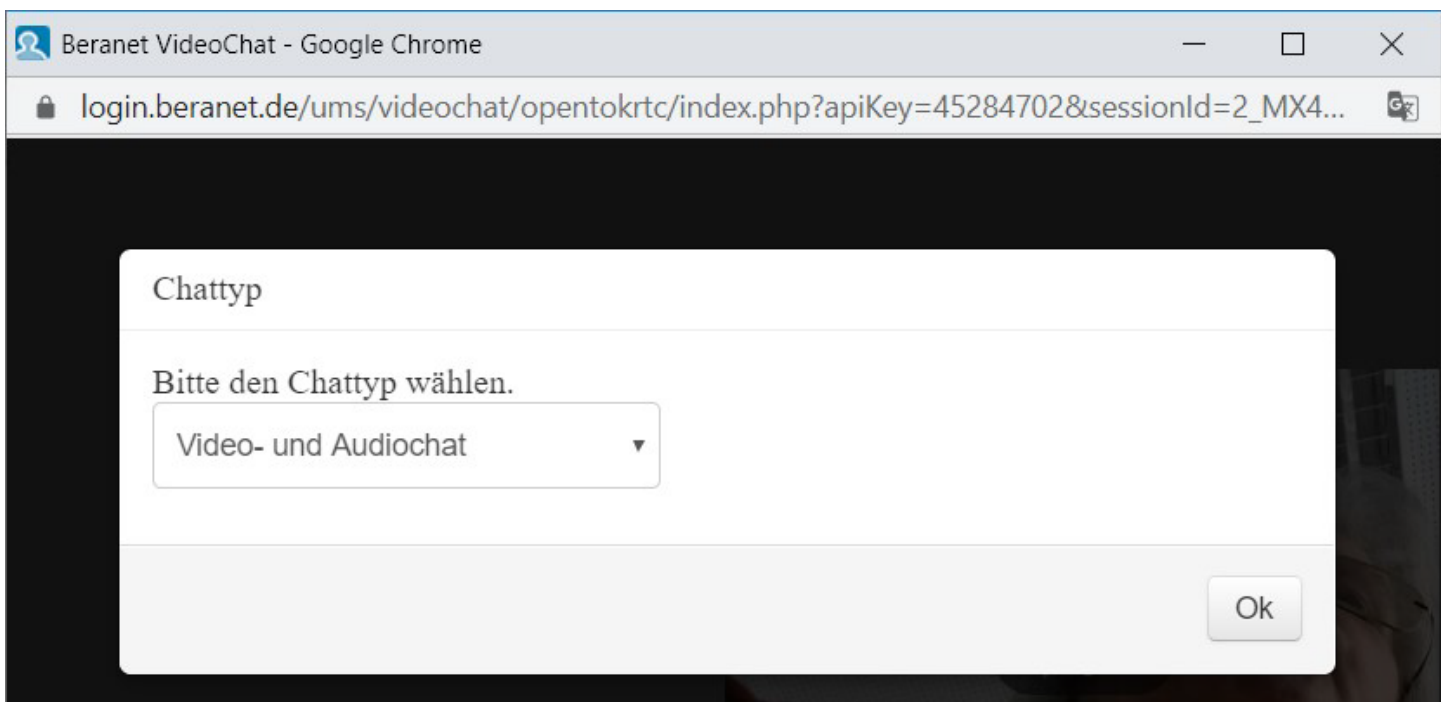 Beranet VideoChat - Google Chrome
login.beranet.de/ums/videochat/opentokrtc/index.php?apiKey=45284702&sessionId=2_MX4...
Chattyp
Bitte den Chattyp wählen.
Video- und Audiochat
Ok